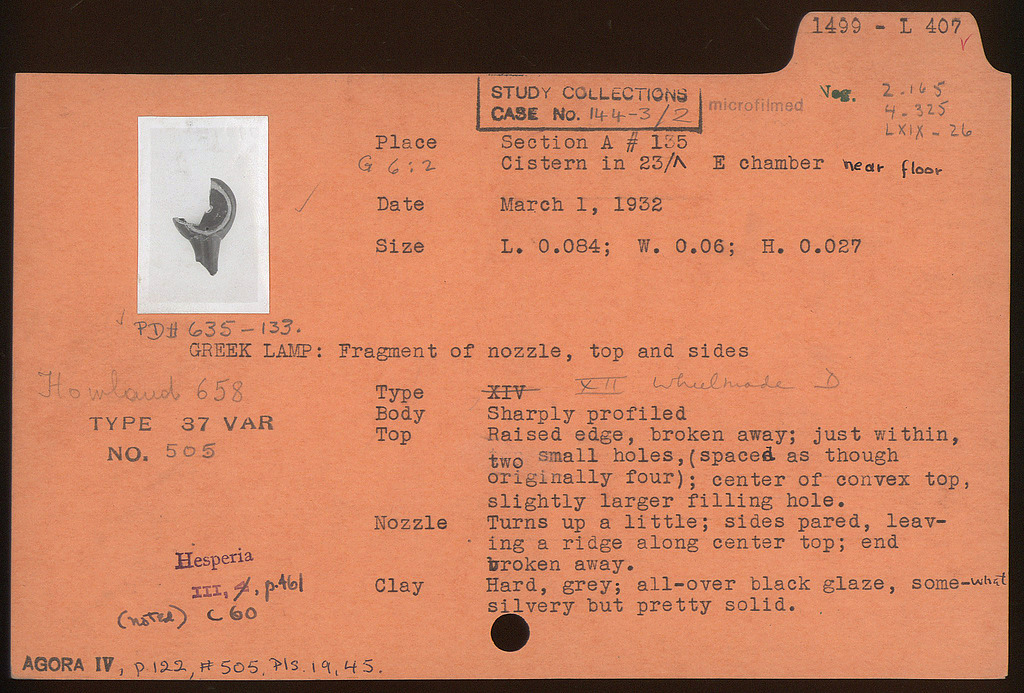 1499 - L 407
STUDY COLLECTIONS
CASE No. 144-3/2
microfilmed
Neg. 2.165
4-325
LXIX - 26
Place Section A # 135
G 6:2 Cistern in 23/Λ E chamber near floor
Date March 1, 1932
Size L. 0.084; W. 0.06; H. 0.027
PD# 635-133.
GREEK LAMP: Fragment of nozzle, top and sides
Howland 658
Type XIV XII Wheelmade D
TYPE 37 VAR
NO. 505
Body Sharply profiled
Top Raised edge, broken away; just within,
two small holes,(spaced as though
originally four); center of convex top,
slightly larger filling hole.
Nozzle Turns up a little; sides pared, leav-
ing a ridge along center top; end
broken away.
Clay Hard, grey; all-over black glaze, some-what
silvery but pretty solid.
Hesperia
III, 4, p.461
(noted) C 60
AGORA IV, p.122, #505, Pls. 19, 45.